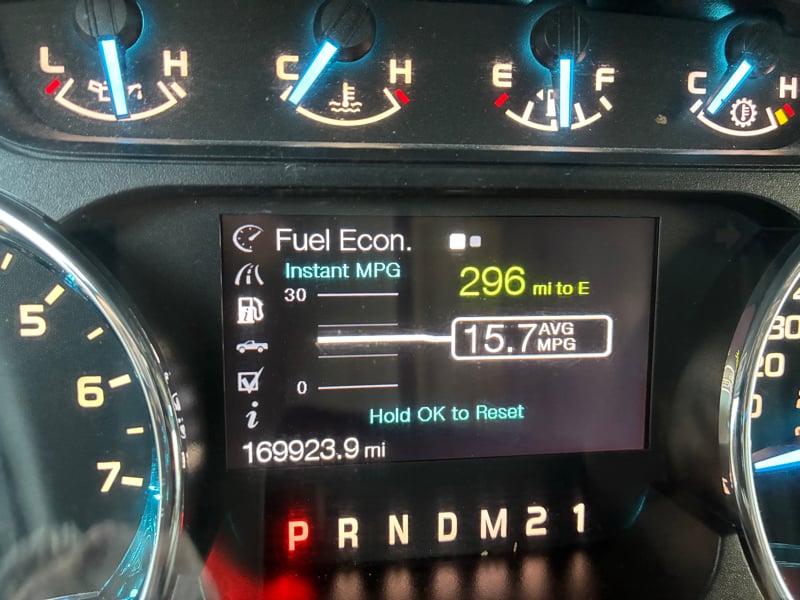 L H
C H
E F
C H
Fuel Econ.
Instant MPG
296 mi to E
30
15.7 AVG MPG
0
Hold OK to Reset
169923.9 mi
5
6
7
P R N D M 2 1